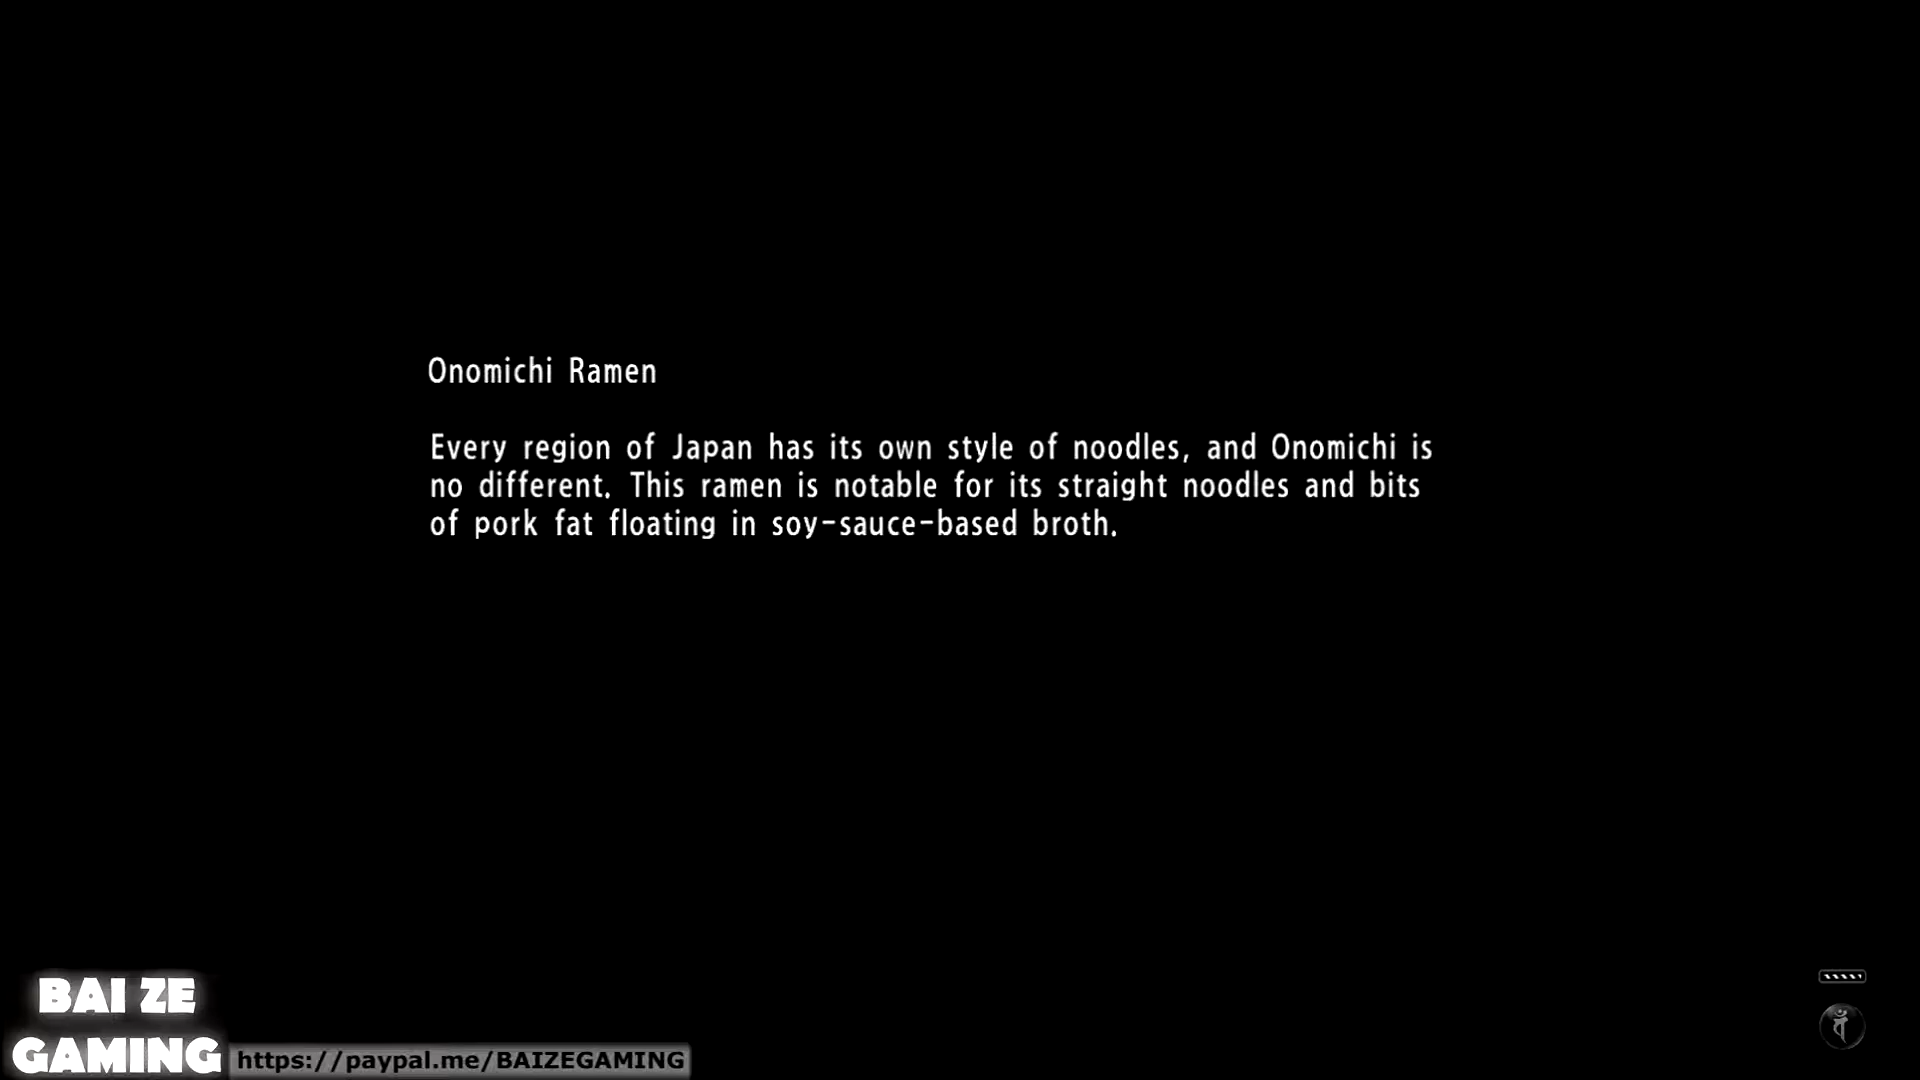 Onomichi Ramen
Every region of Japan has its own style of noodles, and Onomichi is
no different. This ramen is notable for its straight noodles and bits
of pork fat floating in soy-sauce-based broth.
BAI ZE
GAMING
https://paypal.me/BAIZEGAMING